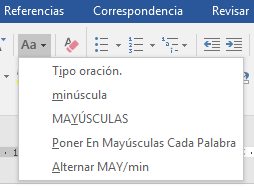 Referencias Correspondencia Revisar
Aa
Tipo oración.
minúscula
MAYÚSCULAS
Poner En Mayúsculas Cada Palabra
Alternar MAY/min